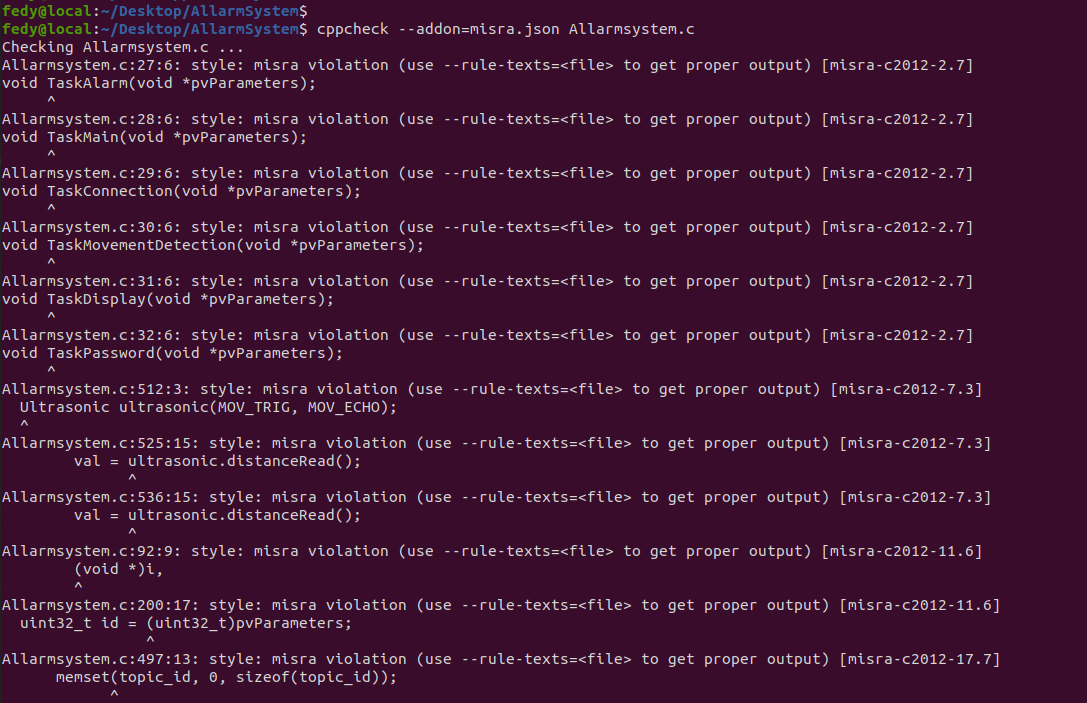 fedy@local:~/Desktop/AllarmSystem$
fedy@local:~/Desktop/AllarmSystem$ cppcheck --addon=misra.json Allarmsystem.c
Checking Allarmsystem.c ...
Allarmsystem.c:27:6: style: misra violation (use --rule-texts=<file> to get proper output) [misra-c2012-2.7]
void TaskAlarm(void *pvParameters);
     ^
Allarmsystem.c:28:6: style: misra violation (use --rule-texts=<file> to get proper output) [misra-c2012-2.7]
void TaskMain(void *pvParameters);
     ^
Allarmsystem.c:29:6: style: misra violation (use --rule-texts=<file> to get proper output) [misra-c2012-2.7]
void TaskConnection(void *pvParameters);
     ^
Allarmsystem.c:30:6: style: misra violation (use --rule-texts=<file> to get proper output) [misra-c2012-2.7]
void TaskMovementDetection(void *pvParameters);
     ^
Allarmsystem.c:31:6: style: misra violation (use --rule-texts=<file> to get proper output) [misra-c2012-2.7]
void TaskDisplay(void *pvParameters);
     ^
Allarmsystem.c:32:6: style: misra violation (use --rule-texts=<file> to get proper output) [misra-c2012-2.7]
void TaskPassword(void *pvParameters);
     ^
Allarmsystem.c:512:3: style: misra violation (use --rule-texts=<file> to get proper output) [misra-c2012-7.3]
  Ultrasonic ultrasonic(MOV_TRIG, MOV_ECHO);
  ^
Allarmsystem.c:525:15: style: misra violation (use --rule-texts=<file> to get proper output) [misra-c2012-7.3]
        val = ultrasonic.distanceRead();
              ^
Allarmsystem.c:536:15: style: misra violation (use --rule-texts=<file> to get proper output) [misra-c2012-7.3]
        val = ultrasonic.distanceRead();
              ^
Allarmsystem.c:92:9: style: misra violation (use --rule-texts=<file> to get proper output) [misra-c2012-11.6]
        (void *)i,
        ^
Allarmsystem.c:200:17: style: misra violation (use --rule-texts=<file> to get proper output) [misra-c2012-11.6]
  uint32_t id = (uint32_t)pvParameters;
                ^
Allarmsystem.c:497:13: style: misra violation (use --rule-texts=<file> to get proper output) [misra-c2012-17.7]
      memset(topic_id, 0, sizeof(topic_id));
            ^